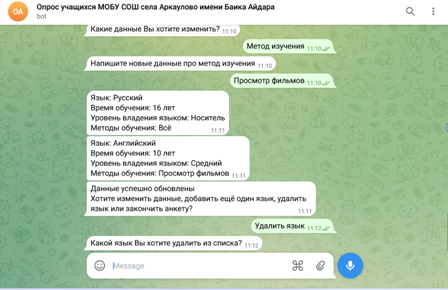 ОА
Опрос учащихся МОБУ СОШ села Аркаулово имени Баика Айдара
bot
Какие данные Вы хотите изменить? 11:10
Метод изучения 11:10
Напишите новые данные про метод изучения 11:10
Просмотр фильмов 11:10
Язык: Русский
Время обучения: 16 лет
Уровень владения языком: Носитель
Методы обучения: Всё 11:11
Язык: Английский
Время обучения: 10 лет
Уровень владения языком: Средний
Методы обучения: Просмотр фильмов 11:11
Данные успешно обновлены
Хотите изменить данные, добавить ещё один язык, удалить
язык или закончить анкету? 11:11
Удалить язык 11:12
Какой язык Вы хотите удалить из списка? 11:12
Message